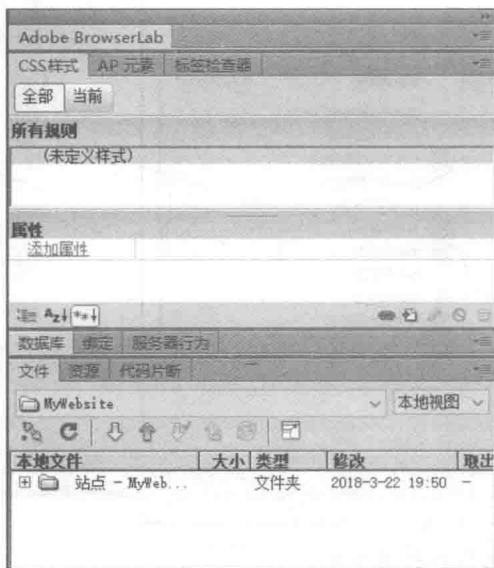 Adobe BrowserLab
CSS样式 AP 元素 标签检查器
全部 当前
所有规则
(未定义样式)
属性
添加属性
Az↓ **↓
数据库 绑定 服务器行为
文件 资源 代码片断
MyWebsite 本地视图
本地文件 大小 类型 修改 取出
站点 - MyWeb... 文件夹 2018-3-22 19:50 -